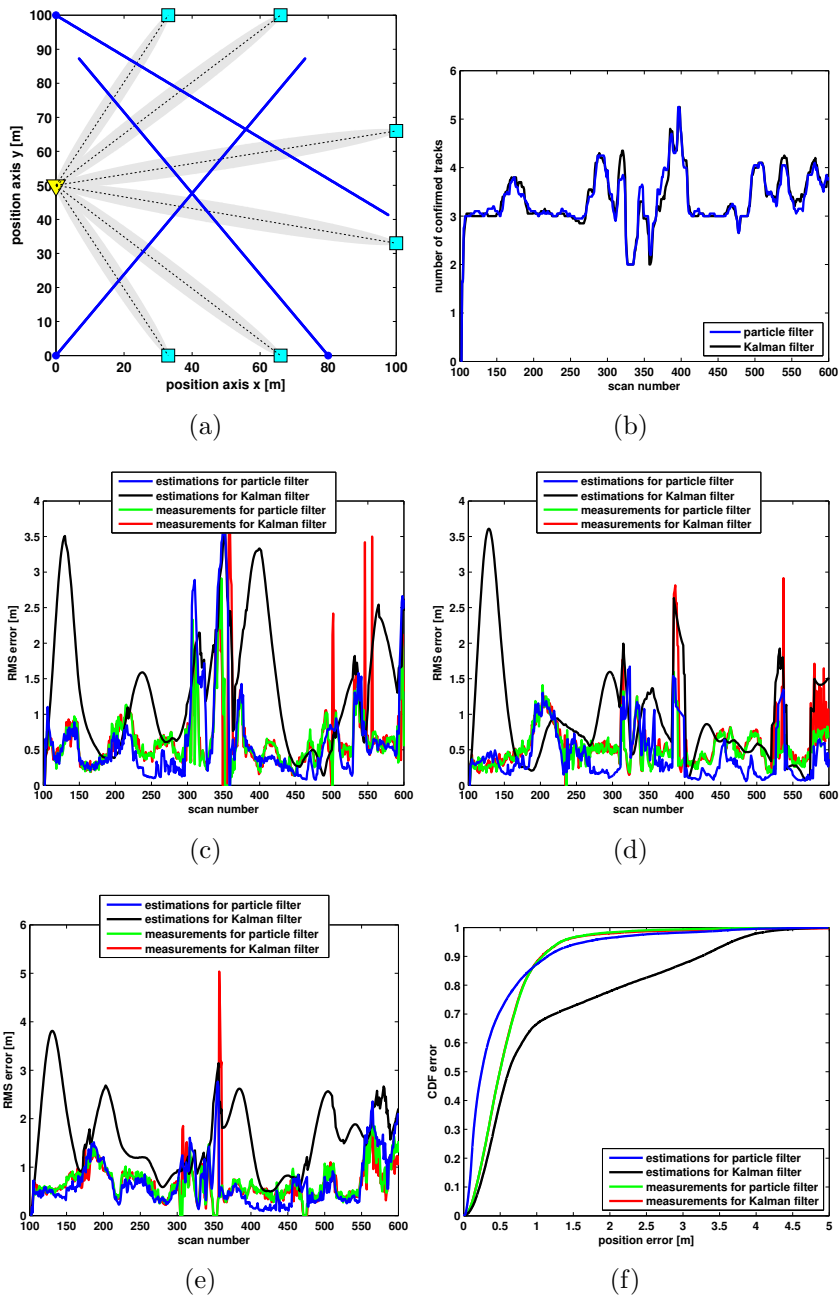 100
90
80
70
60
50
40
30
20
10
0
position axis y [m]
0 20 40 60 80 100
position axis x [m]
(a)
6
5
4
3
2
1
0
number of confirmed tracks
particle filter
Kalman filter
100 150 200 250 300 350 400 450 500 550 600
scan number
(b)
estimations for particle filter
estimations for Kalman filter
measurements for particle filter
measurements for Kalman filter
4
3.5
3
2.5
2
1.5
1
0.5
0
RMS error [m]
100 150 200 250 300 350 400 450 500 550 600
scan number
(c)
estimations for particle filter
estimations for Kalman filter
measurements for particle filter
measurements for Kalman filter
4
3.5
3
2.5
2
1.5
1
0.5
0
RMS error [m]
100 150 200 250 300 350 400 450 500 550 600
scan number
(d)
estimations for particle filter
estimations for Kalman filter
measurements for particle filter
measurements for Kalman filter
6
5
4
3
2
1
0
RMS error [m]
100 150 200 250 300 350 400 450 500 550 600
scan number
(e)
1
0.9
0.8
0.7
0.6
0.5
0.4
0.3
0.2
0.1
0
CDF error
estimations for particle filter
estimations for Kalman filter
measurements for particle filter
measurements for Kalman filter
0 0.5 1 1.5 2 2.5 3 3.5 4 4.5 5
position error [m]
(f)